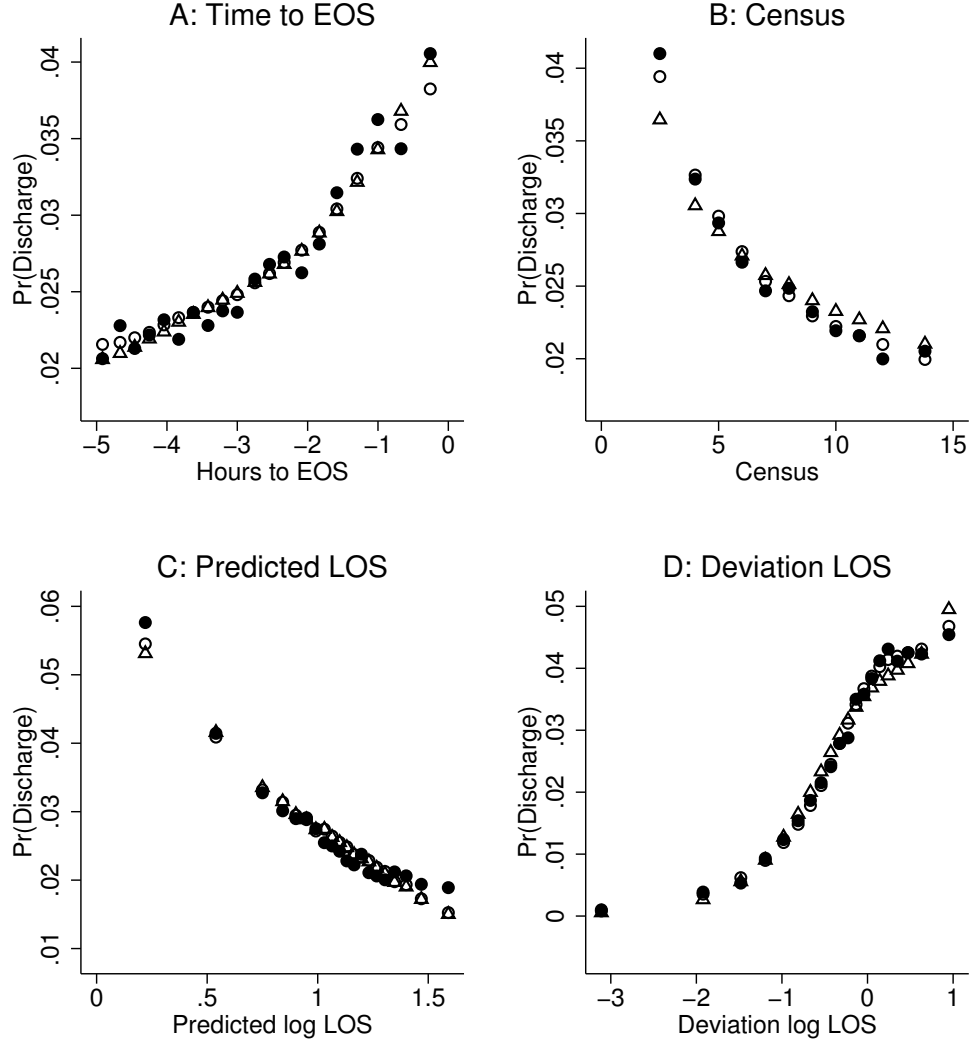 A: Time to EOS
Pr(Discharge)
.04
.035
.03
.025
.02
−5 −4 −3 −2 −1 0
Hours to EOS
B: Census
Pr(Discharge)
.04
.035
.03
.025
.02
0 5 10 15
Census
C: Predicted LOS
Pr(Discharge)
.06
.05
.04
.03
.02
.01
0 .5 1 1.5
Predicted log LOS
D: Deviation LOS
Pr(Discharge)
.05
.04
.03
.02
.01
0
−3 −2 −1 0 1
Deviation log LOS